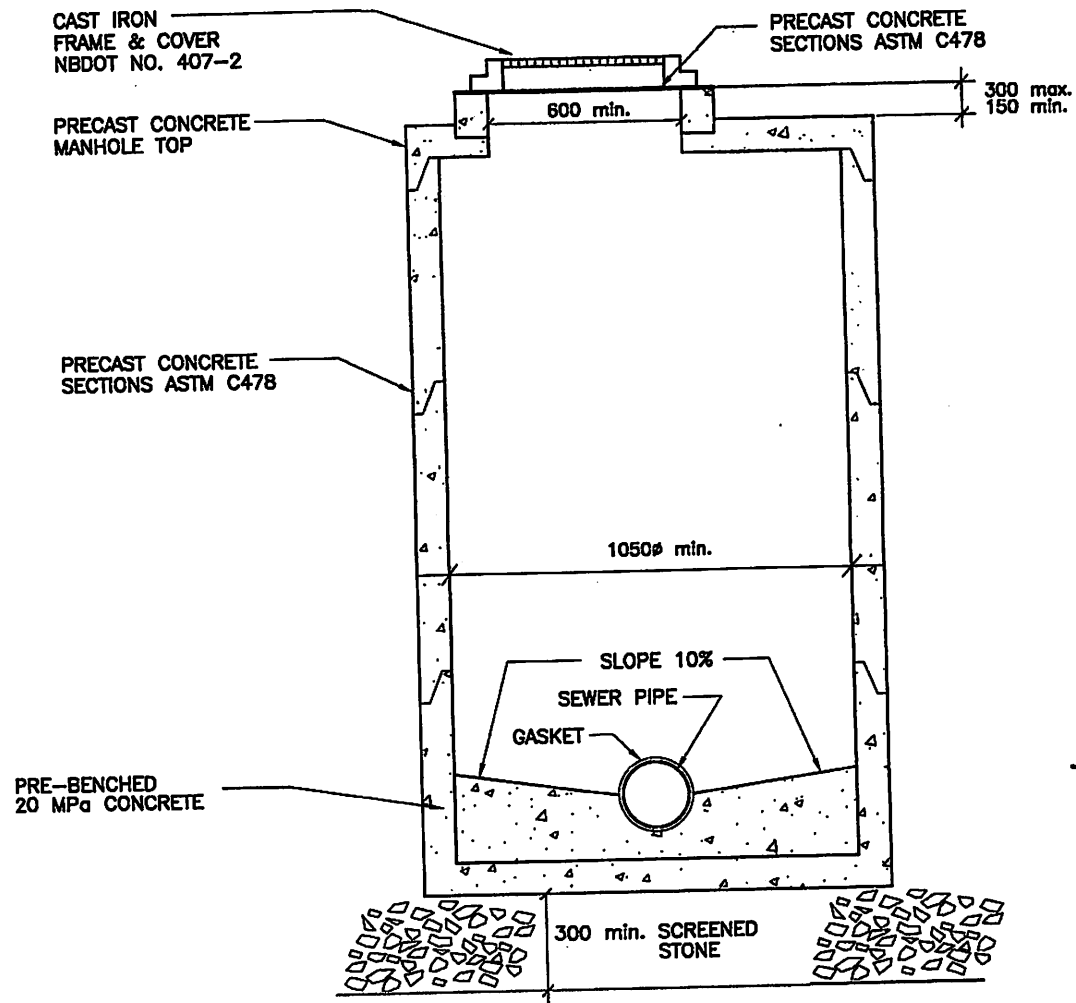 CAST IRON
FRAME & COVER
NBDOT NO. 407-2
PRECAST CONCRETE
SECTIONS ASTM C478
600 min.
300 max.
150 min.
PRECAST CONCRETE
MANHOLE TOP
PRECAST CONCRETE
SECTIONS ASTM C478
1050ø min.
SLOPE 10%
SEWER PIPE
GASKET
PRE-BENCHED
20 MPa CONCRETE
300 min. SCREENED
STONE